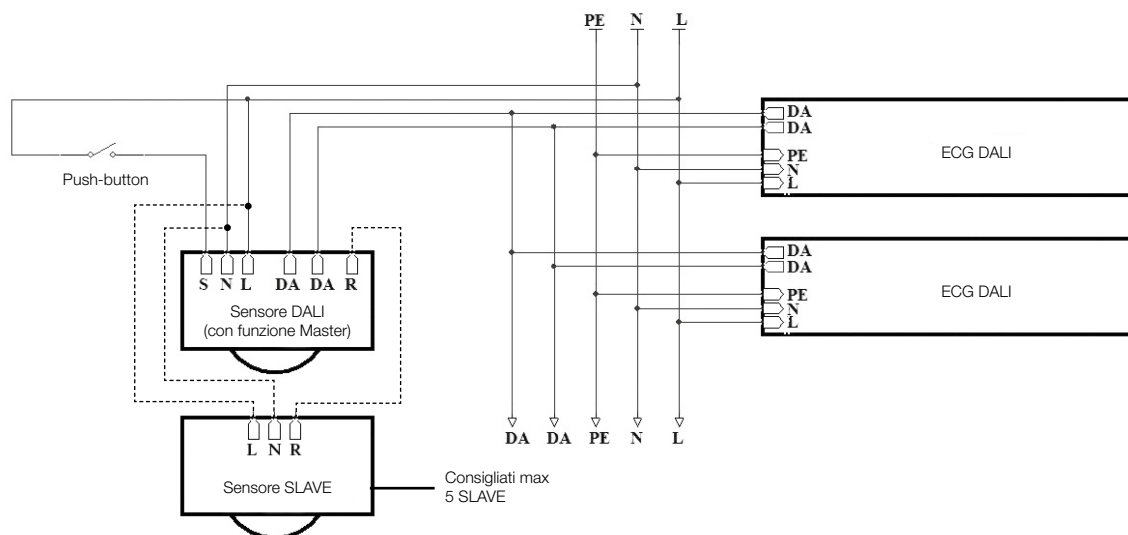 PE N L
DA
DA
PE
N
L
ECG DALI
Push-button
S N L DA DA R
Sensore DALI
(con funzione Master)
DA
DA
PE
N
L
ECG DALI
DA DA PE N L
L N R
Sensore SLAVE
Consigliati max
5 SLAVE